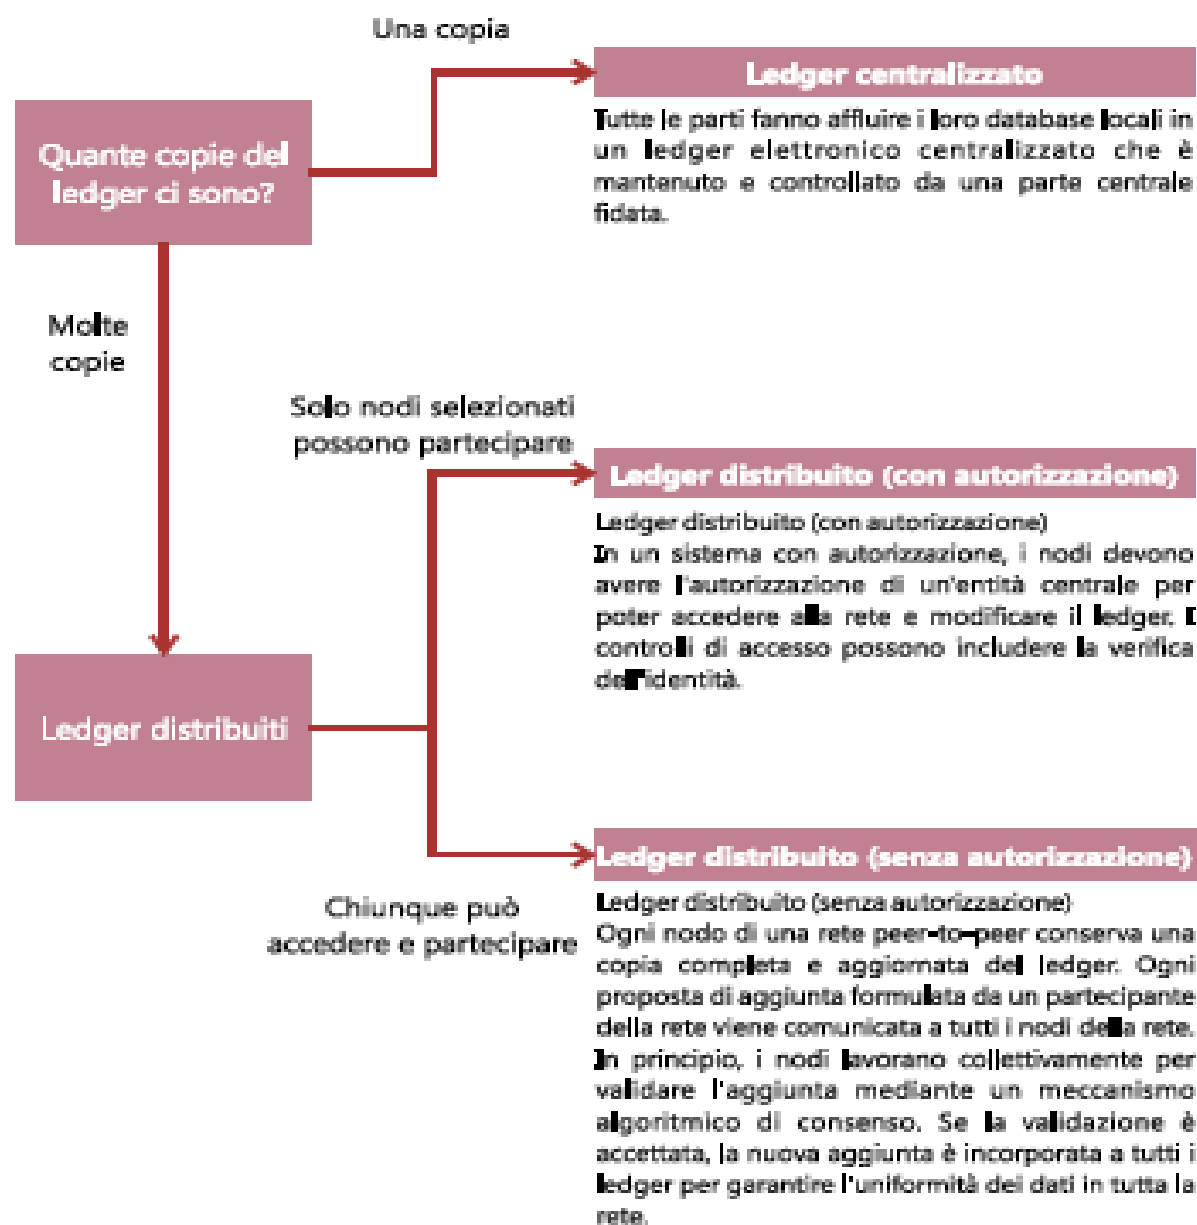 Una copia
Ledger centralizzato
Tutte le parti fanno affluire i loro database locali in
un ledger elettronico centralizzato che è
mantenuto e controllato da una parte centrale
fidata.
Quante copie del
ledger ci sono?
Molte
copie
Solo nodi selezionati
possono partecipare
Ledger distribuito (con autorizzazione)
Ledger distribuito (con autorizzazione)
In un sistema con autorizzazione, i nodi devono
avere l'autorizzazione di un'entità centrale per
poter accedere alla rete e modificare il ledger. I
controlli di accesso possono includere la verifica
dell'identità.
Ledger distribuiti
Chiunque può
accedere e partecipare
Ledger distribuito (senza autorizzazione)
Ledger distribuito (senza autorizzazione)
Ogni nodo di una rete peer-to-peer conserva una
copia completa e aggiornata del ledger. Ogni
proposta di aggiunta formulata da un partecipante
della rete viene comunicata a tutti i nodi della rete.
In principio, i nodi lavorano collettivamente per
validare l'aggiunta mediante un meccanismo
algoritmico di consenso. Se la validazione è
accettata, la nuova aggiunta è incorporata a tutti i
ledger per garantire l'uniformità dei dati in tutta la
rete.